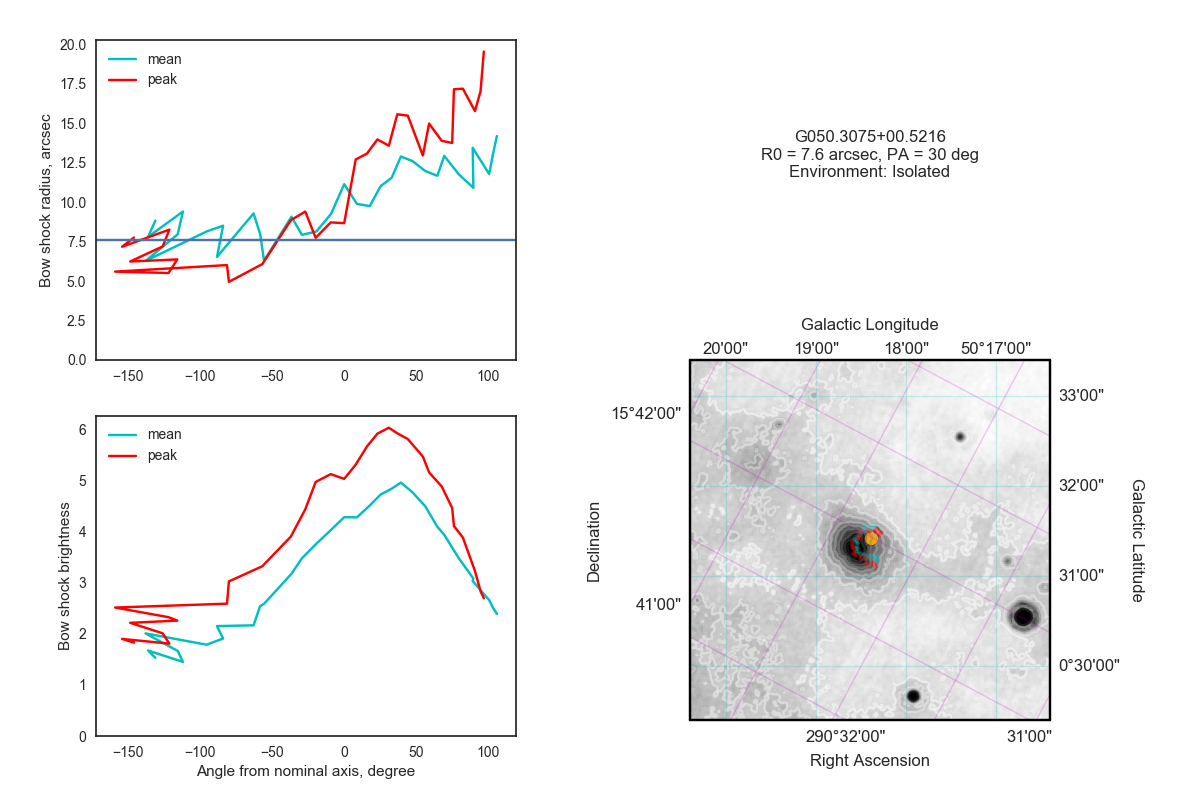 20.0
17.5
15.0
12.5
10.0
7.5
5.0
2.5
0.0
Bow shock radius, arcsec
mean
peak
−150
−100
−50
0
50
100
6
5
4
3
2
1
0
Bow shock brightness
mean
peak
−150
−100
−50
0
50
100
Angle from nominal axis, degree
G050.3075+00.5216
R0 = 7.6 arcsec, PA = 30 deg
Environment: Isolated
Galactic Longitude
20'00"
19'00"
18'00"
50°17'00"
15°42'00"
41'00"
Declination
33'00"
32'00"
31'00"
0°30'00"
Galactic Latitude
290°32'00"
31'00"
Right Ascension